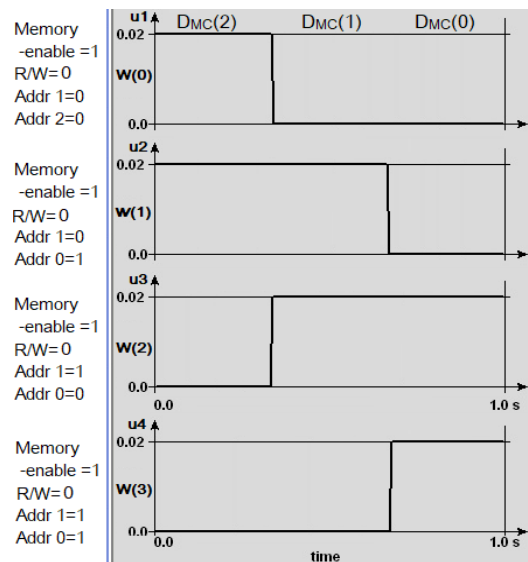 Memory
-enable =1
R/W= 0
Addr 1=0
Addr 2=0
u1
DMC(2) DMC(1) DMC(0)
0.02
W(0)
0.0
1.0 s
Memory
-enable =1
R/W= 0
Addr 1=0
Addr 0=1
u2
0.02
W(1)
0.0
1.0 s
Memory
-enable =1
R/W= 0
Addr 1=1
Addr 0=0
u3
0.02
W(2)
0.0
0.0 1.0 s
Memory
-enable =1
R/W= 0
Addr 1=1
Addr 0=1
u4
0.02
W(3)
0.0
0.0 time 1.0 s